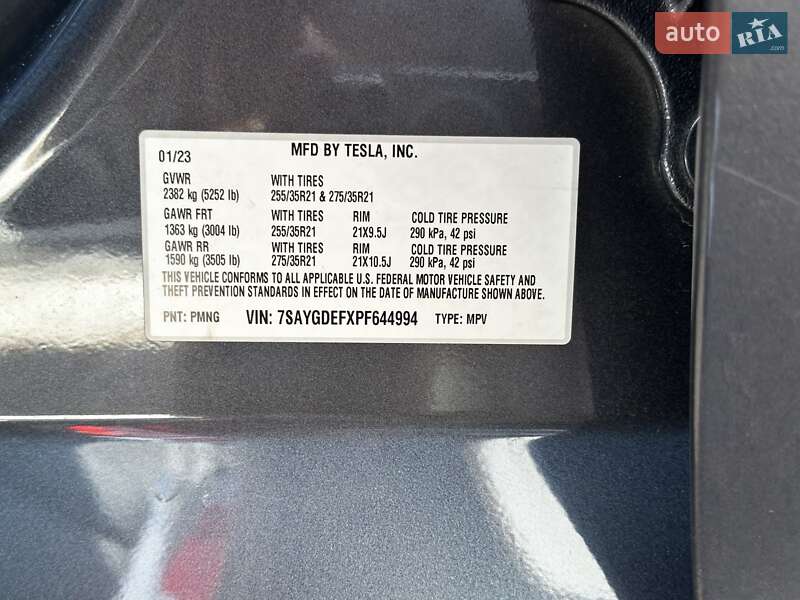 auto RIA
01/23 MFD BY TESLA, INC.
GVWR WITH TIRES
2382 kg (5252 lb) 255/35R21 & 275/35R21
GAWR FRT WITH TIRES RIM COLD TIRE PRESSURE
1363 kg (3004 lb) 255/35R21 21X9.5J 290 kPa, 42 psi
GAWR RR WITH TIRES RIM COLD TIRE PRESSURE
1590 kg (3505 lb) 275/35R21 21X10.5J 290 kPa, 42 psi
THIS VEHICLE CONFORMS TO ALL APPLICABLE U.S. FEDERAL MOTOR VEHICLE SAFETY AND
THEFT PREVENTION STANDARDS IN EFFECT ON THE DATE OF MANUFACTURE SHOWN ABOVE.
PNT: PMNG VIN: 7SAYGDEFXPF644994 TYPE: MPV